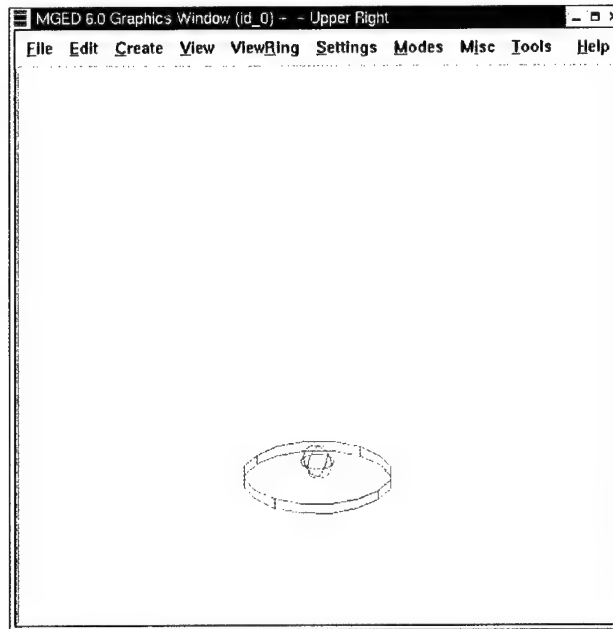 MGED 6.0 Graphics Window (id_0) - - Upper Right
File Edit Create View ViewRing Settings Modes Misc Tools Help